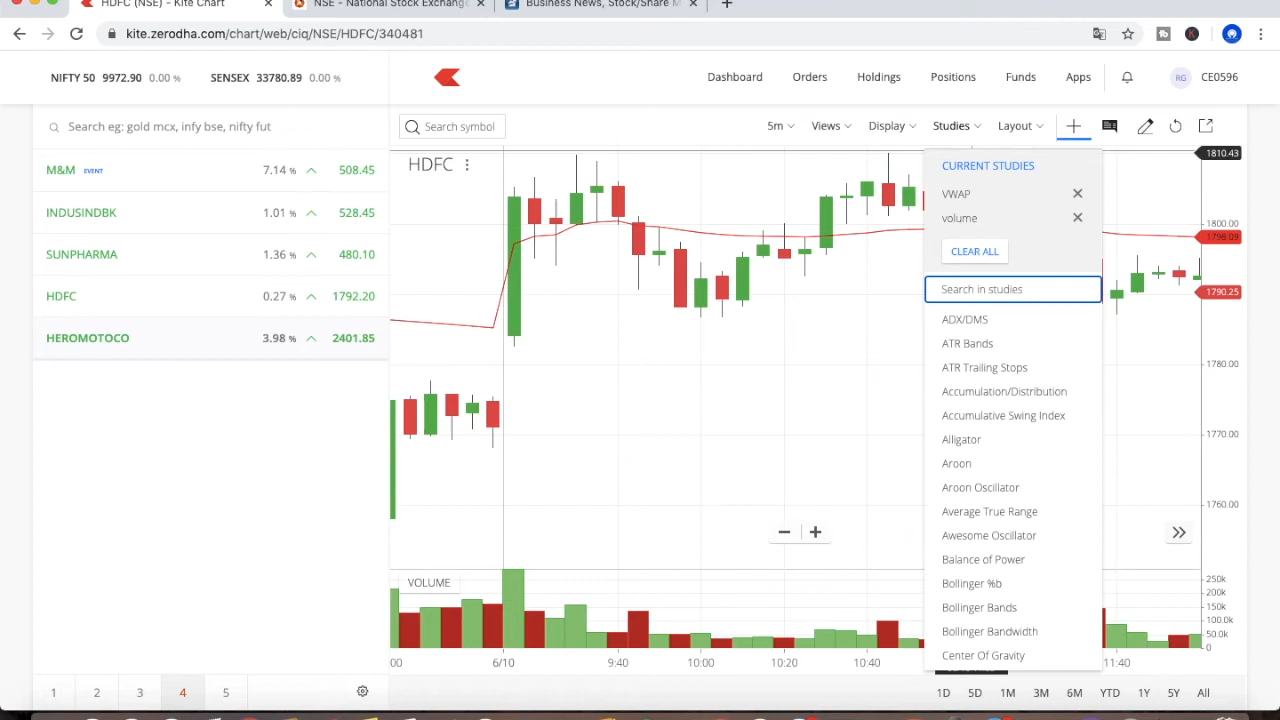 HDFC (NSE) - Kite Chart
NSE - National Stock Exchange
Business News, Stock/Share M
kite.zerodha.com/chart/web/ciq/NSE/HDFC/340481
NIFTY 50 9972.90 0.00 %
SENSEX 33780.89 0.00 %
Dashboard
Orders
Holdings
Positions
Funds
Apps
RG
CE0596
Search eg: gold mcx, infy bse, nifty fut
M&M EVENT 7.14 % 508.45
INDUSINDBK 1.01 % 528.45
SUNPHARMA 1.36 % 480.10
HDFC 0.27 % 1792.20
HEROMOTOCO 3.98 % 2401.85
1 2 3 4 5
Search symbol
5m
Views
Display
Studies
Layout
HDFC
CURRENT STUDIES
VWAP
volume
CLEAR ALL
Search in studies
ADX/DMS
ATR Bands
ATR Trailing Stops
Accumulation/Distribution
Accumulative Swing Index
Alligator
Aroon
Aroon Oscillator
Average True Range
Awesome Oscillator
Balance of Power
Bollinger %b
Bollinger Bands
Bollinger Bandwidth
Center Of Gravity
1810.43
1800.00
1798.09
1790.25
1780.00
1770.00
1760.00
VOLUME
250k
200k
150k
100.0k
50.0k
0
00 6/10 9:40 10:00 10:20 10:40 11:40
1D 5D 1M 3M 6M YTD 1Y 5Y All